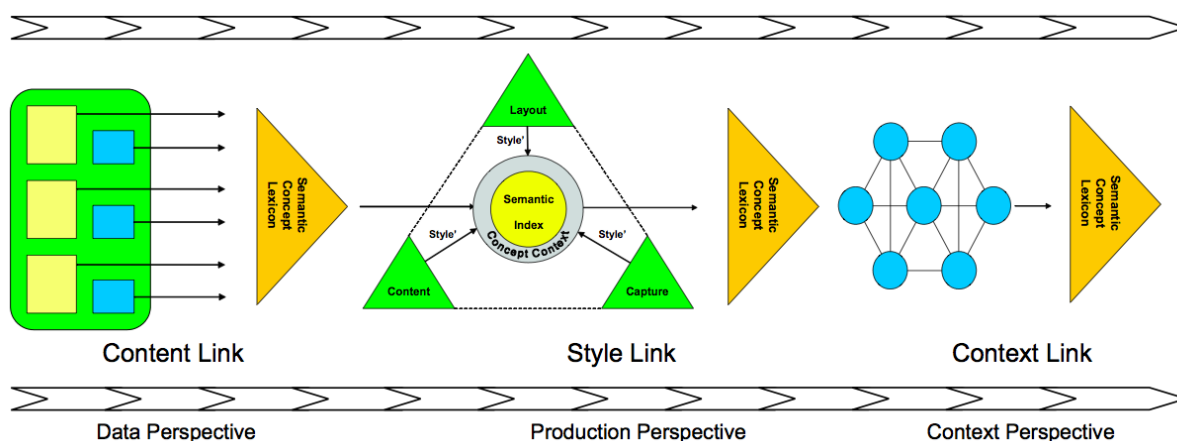 Layout
Style'
Semantic
Concept
Lexicon
Semantic
Index
Concept Context
Style'
Style'
Content
Capture
Semantic
Concept
Lexicon
Semantic
Concept
Lexicon
Content Link
Style Link
Context Link
Data Perspective
Production Perspective
Context Perspective